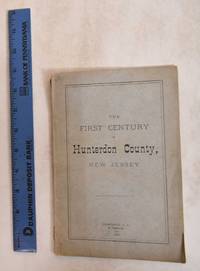 THE
FIRST CENTURY
OF
Hunterdon County,
NEW JERSEY.
BANK OF PENNSYLVANIA
DAUPHIN DEPOSIT BANK